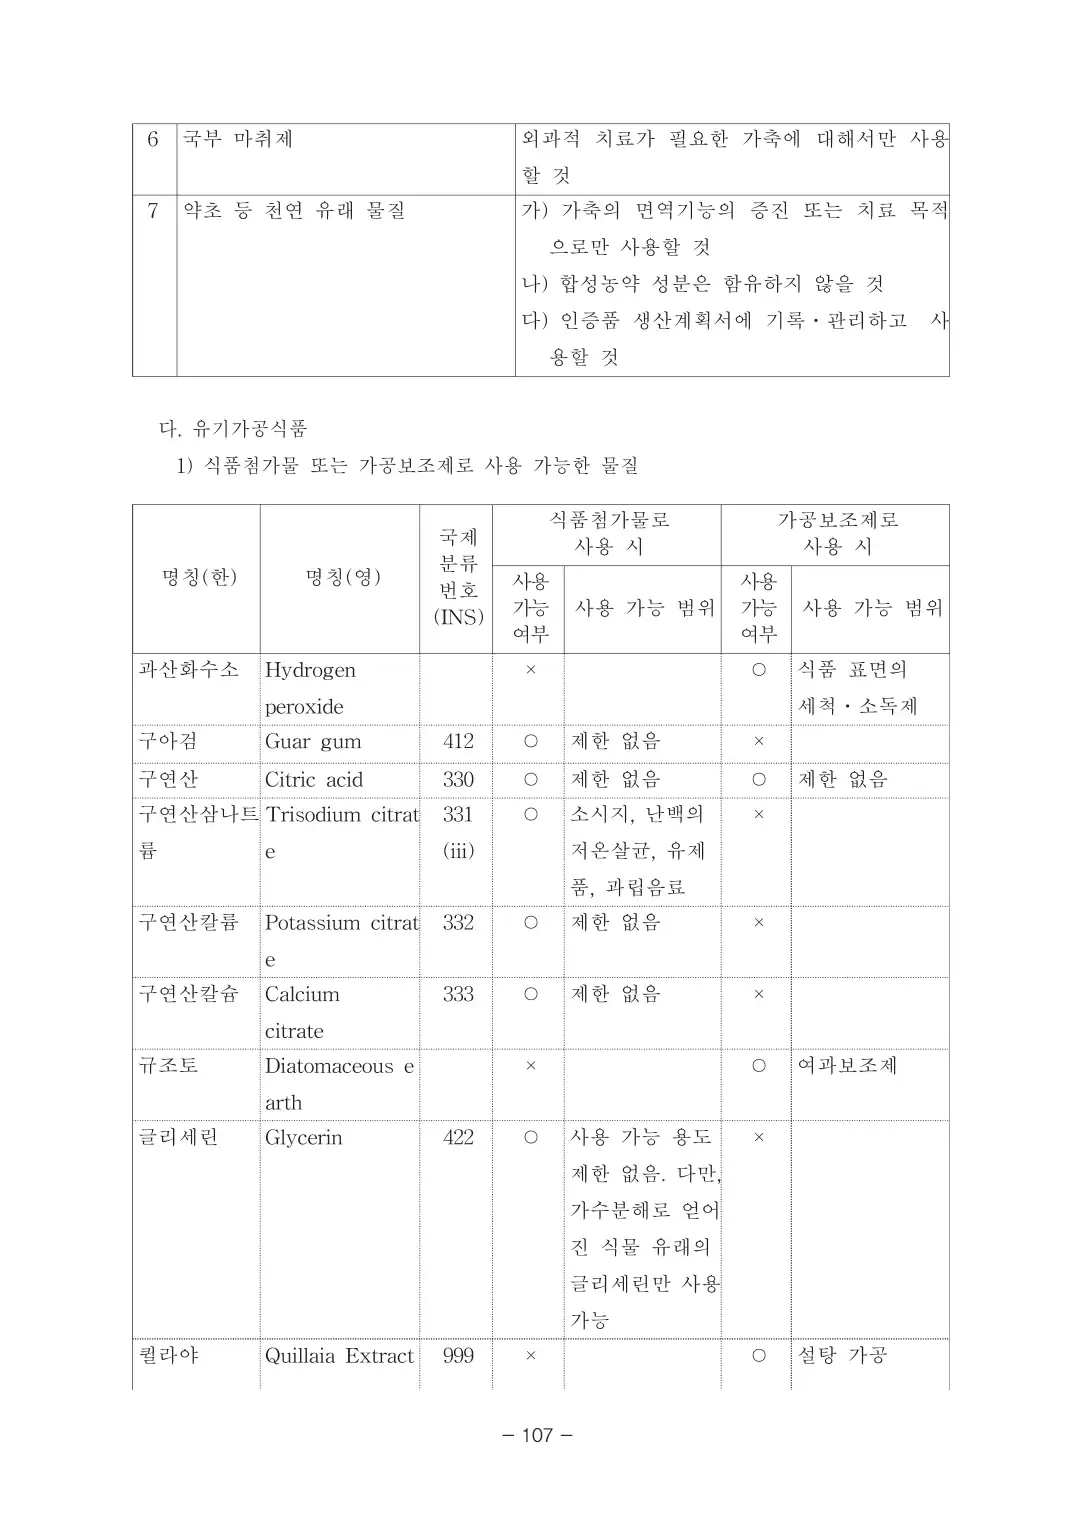 6 국부 마취제 외과적 치료가 필요한 가축에 대해서만 사용
할 것
7 약초 등 천연 유래 물질 가) 가축의 면역기능의 증진 또는 치료 목적
으로만 사용할 것
나) 합성농약 성분은 함유하지 않을 것
다) 인증품 생산계획서에 기록・관리하고 사
용할 것
다. 유기가공식품
1) 식품첨가물 또는 가공보조제로 사용 가능한 물질
명칭(한) 명칭(영) 국제
분류
번호
(INS)
식품첨가물로
사용 시
가공보조제로
사용 시
사용
가능
여부
사용 가능 범위
사용
가능
여부
사용 가능 범위
과산화수소 Hydrogen × ○ 식품 표면의
peroxide 세척・소독제
구아검 Guar gum 412 ○ 제한 없음 ×
구연산 Citric acid 330 ○ 제한 없음 ○ 제한 없음
구연산삼나트 Trisodium citrat 331 ○ 소시지, 난백의 ×
륨 e (iii) 저온살균, 유제
품, 과립음료
구연산칼륨 Potassium citrat 332 ○ 제한 없음 ×
e
구연산칼슘 Calcium 333 ○ 제한 없음 ×
citrate
규조토 Diatomaceous e × ○ 여과보조제
arth
글리세린 Glycerin 422 ○ 사용 가능 용도 ×
제한 없음. 다만,
가수분해로 얻어
진 식물 유래의
글리세린만 사용
가능
퀼라야 Quillaia Extract 999 × ○ 설탕 가공
- 107 -